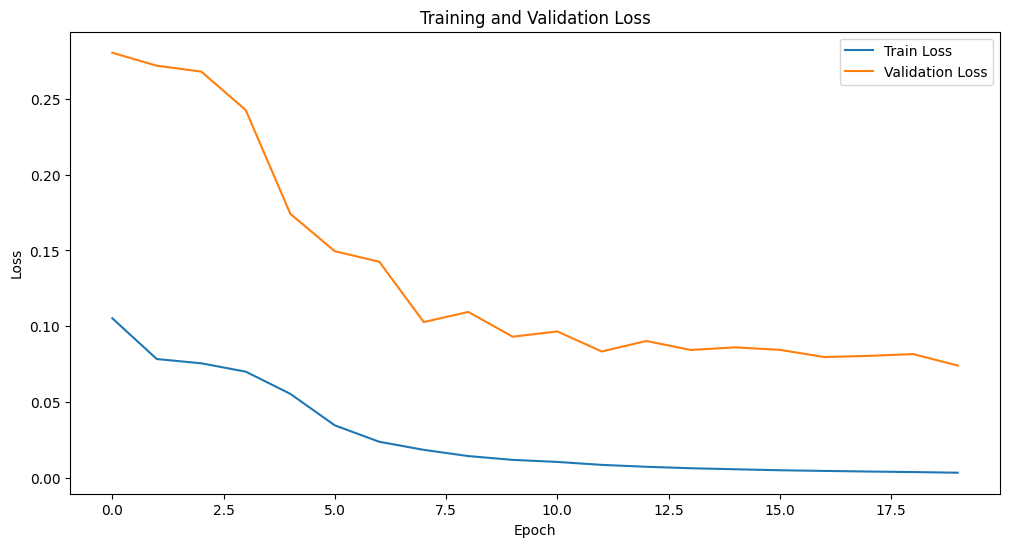 Training and Validation Loss
Train Loss
Validation Loss
Loss
0.25
0.20
0.15
0.10
0.05
0.00
0.0 2.5 5.0 7.5 10.0 12.5 15.0 17.5
Epoch